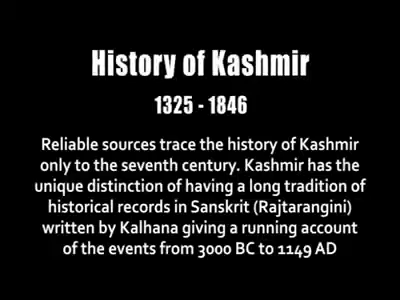 History of Kashmir
1325 - 1846
Reliable sources trace the history of Kashmir
only to the seventh century. Kashmir has the
unique distinction of having a long tradition of
historical records in Sanskrit (Rajtarangini)
written by Kalhana giving a running account
of the events from 3000 BC to 1149 AD